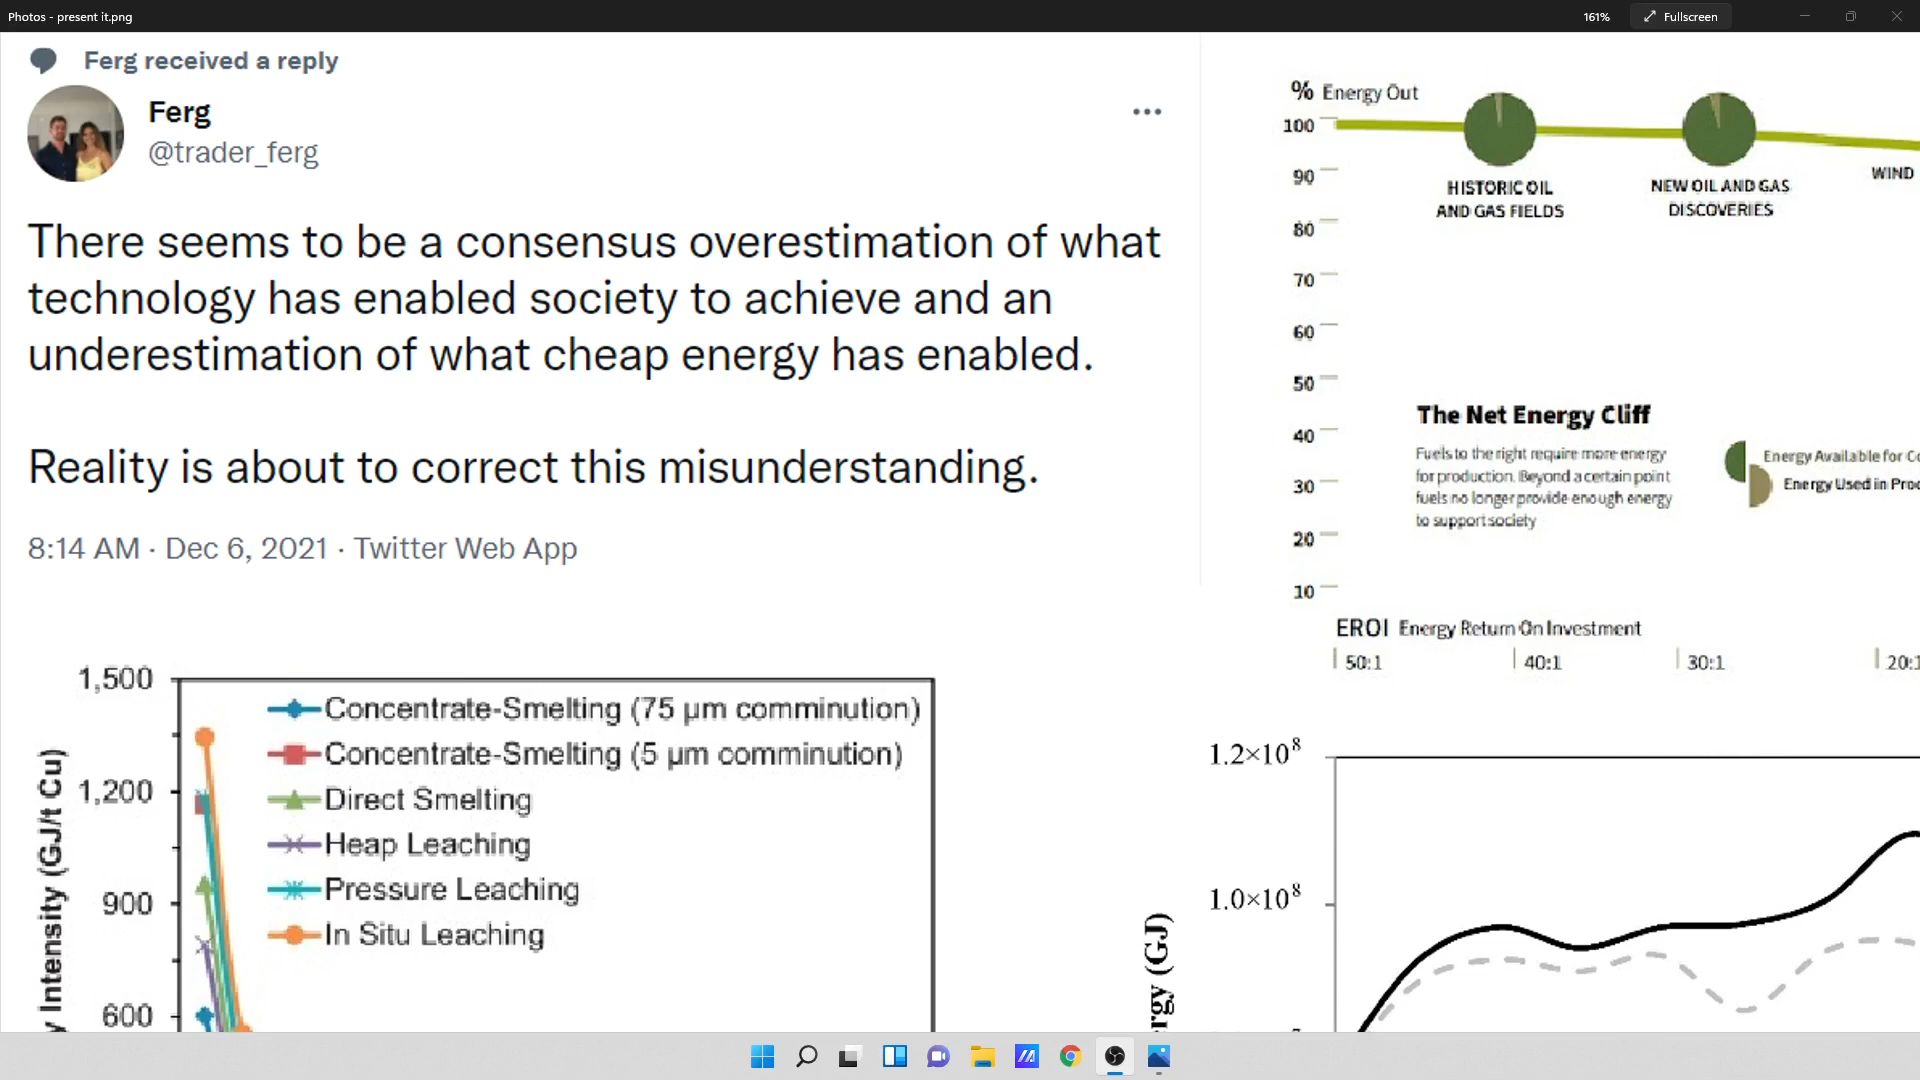 Photos - present it.png
161%
Fullscreen
Ferg received a reply
Ferg
@trader_ferg
There seems to be a consensus overestimation of what
technology has enabled society to achieve and an
underestimation of what cheap energy has enabled.
Reality is about to correct this misunderstanding.
8:14 AM · Dec 6, 2021 · Twitter Web App
% Energy Out
100
90
80
70
60
50
40
30
20
10
HISTORIC OIL
AND GAS FIELDS
NEW OIL AND GAS
DISCOVERIES
WIND
The Net Energy Cliff
Fuels to the right require more energy
for production. Beyond a certain point
fuels no longer provide enough energy
to support society
Energy Available for
Energy Used in
EROI Energy Return On Investment
50:1
40:1
30:1
20:1
1,500
1,200
900
600
Intensity (GJ/t Cu)
Concentrate-Smelting (75 µm comminution)
Concentrate-Smelting (5 µm comminution)
Direct Smelting
Heap Leaching
Pressure Leaching
In Situ Leaching
1.2×10⁸
1.0×10⁸
(GJ)